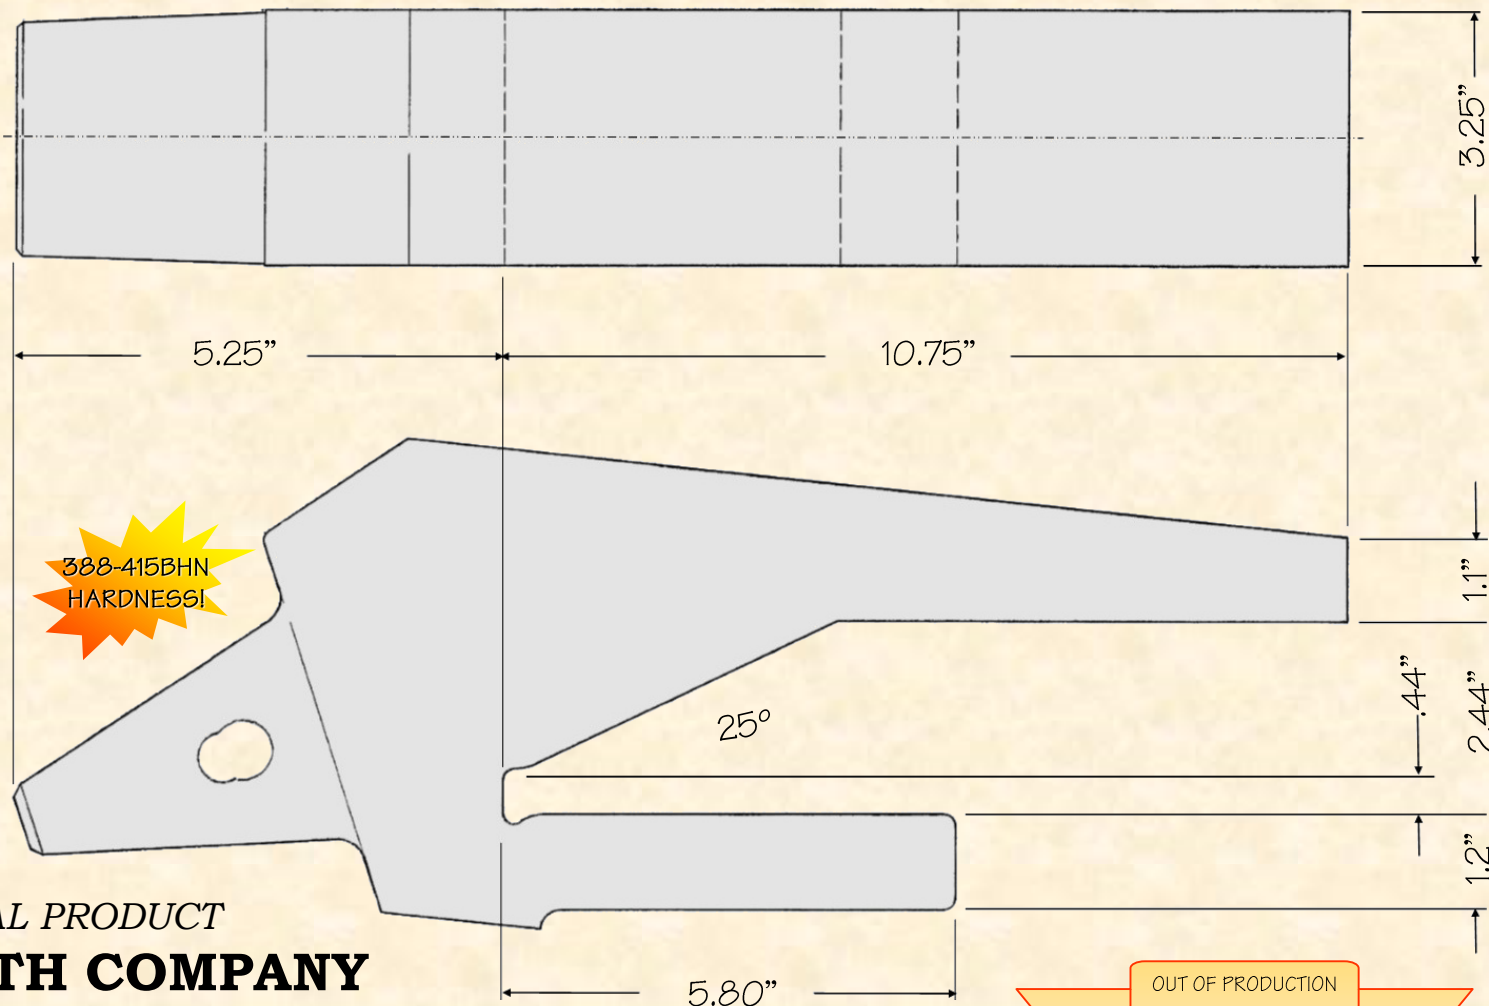 3.25”
5.25”
10.75”
388-415BHN
HARDNESS!
1.1”
.44”
2.44”
25º
1.2”
AL PRODUCT
TH COMPANY
5.80”
OUT OF PRODUCTION